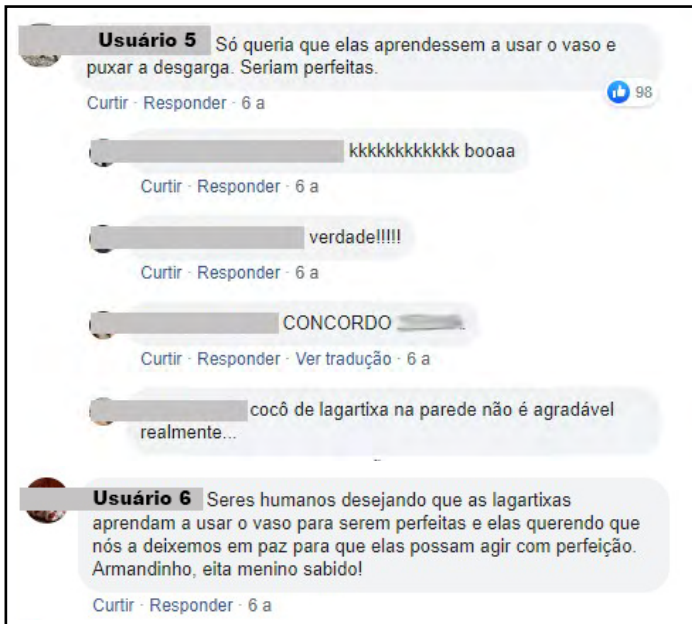 Usuário 5 Só queria que elas aprendessem a usar o vaso e
puxar a desgarga. Seriam perfeitas.
98
Curtir · Responder · 6 a
kkkkkkkkkkkk booaa
Curtir · Responder · 6 a
verdade!!!!!
Curtir · Responder · 6 a
CONCORDO
Curtir · Responder · Ver tradução · 6 a
cocô de lagartixa na parede não é agradável
realmente...
Usuário 6 Seres humanos desejando que as lagartixas
aprendam a usar o vaso para serem perfeitas e elas querendo que
nós a deixemos em paz para que elas possam agir com perfeição.
Armandinho, eita menino sabido!
Curtir · Responder · 6 a